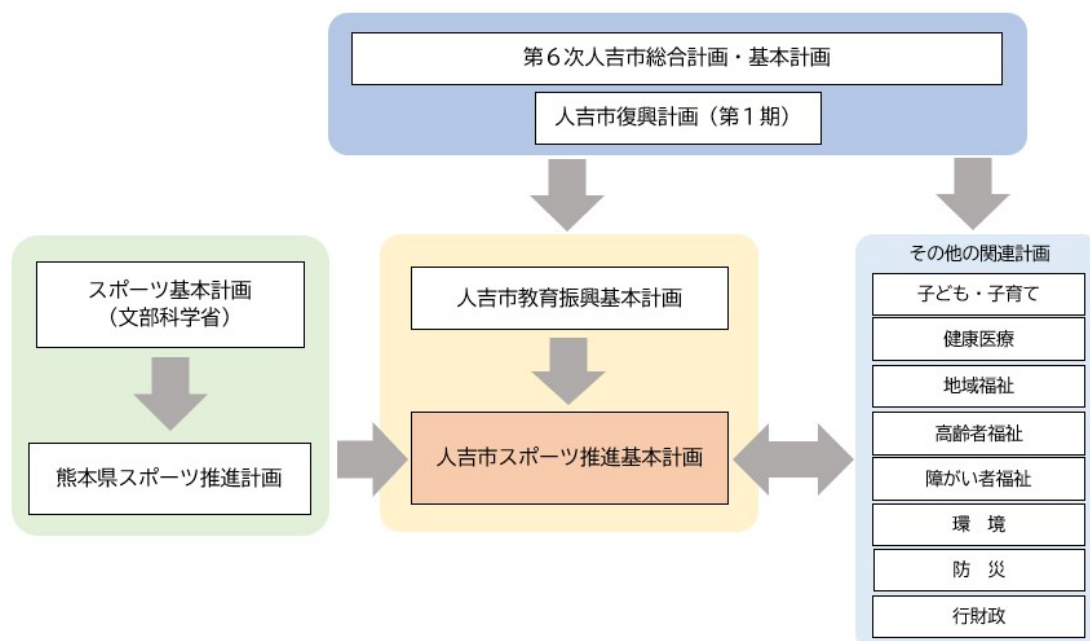 第６次人吉市総合計画・基本計画
人吉市復興計画（第１期）
スポーツ基本計画
（文部科学省）
熊本県スポーツ推進計画
人吉市教育振興基本計画
人吉市スポーツ推進基本計画
その他の関連計画
子ども・子育て
健康医療
地域福祉
高齢者福祉
障がい者福祉
環　境
防　災
行財政